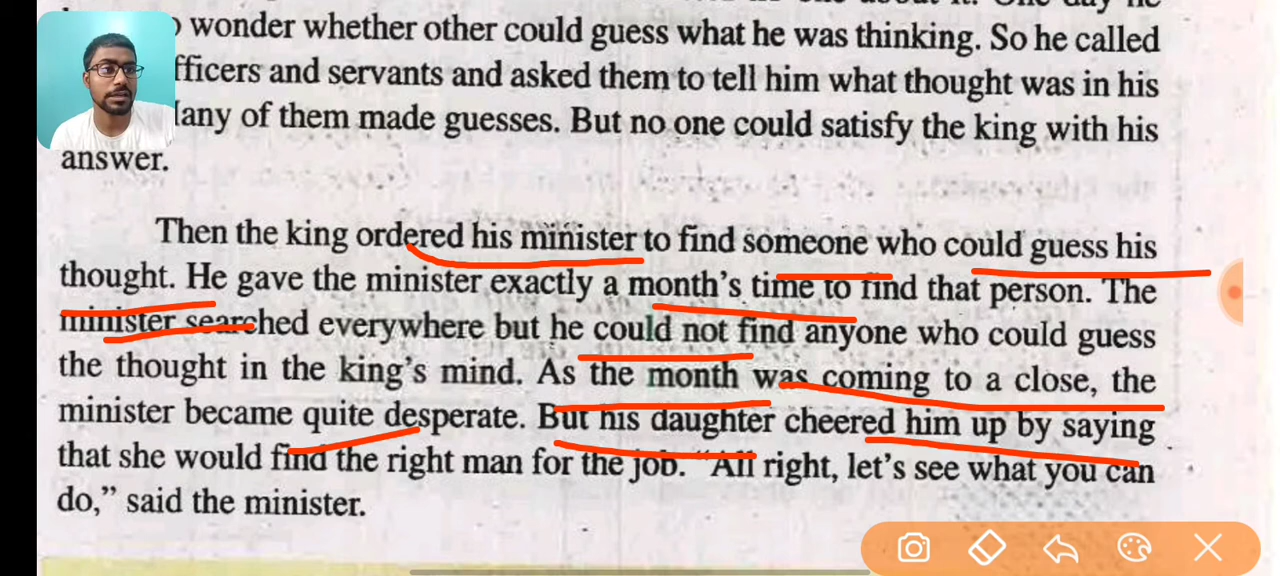 wonder whether other could guess what he was thinking. So he called
fficers and servants and asked them to tell him what thought was in his
any of them made guesses. But no one could satisfy the king with his
answer.
Then the king ordered his minister to find someone who could guess his
thought. He gave the minister exactly a month's time to find that person. The
minister searched everywhere but he could not find anyone who could guess
the thought in the king's mind. As the month was coming to a close, the
minister became quite desperate. But his daughter cheered him up by saying
that she would find the right man for the job. "All right, let's see what you can
do," said the minister.